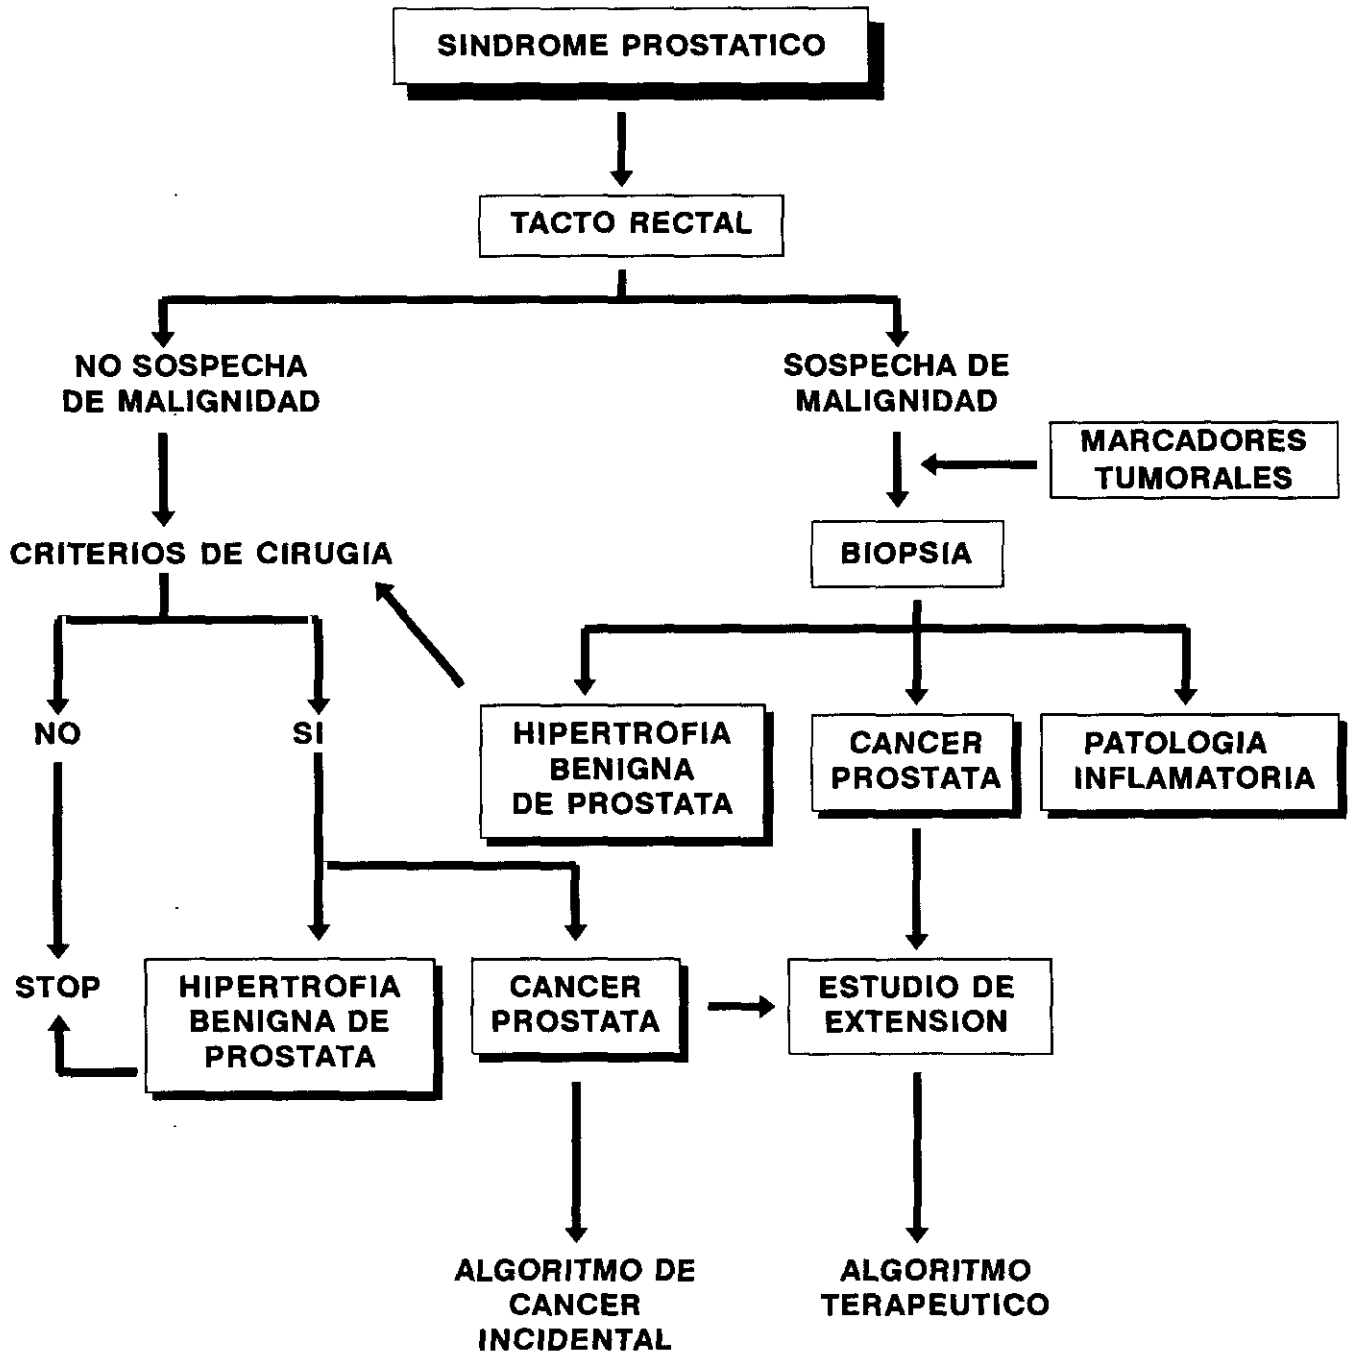 SINDROME PROSTATICO
TACTO RECTAL
NO SOSPECHA
DE MALIGNIDAD
SOSPECHA DE
MALIGNIDAD
MARCADORES
TUMORALES
CRITERIOS DE CIRUGIA
BIOPSIA
NO
SI
HIPERTROFIA
BENIGNA
DE PROSTATA
CANCER
PROSTATA
PATOLOGIA
INFLAMATORIA
STOP
HIPERTROFIA
BENIGNA DE
PROSTATA
CANCER
PROSTATA
ESTUDIO DE
EXTENSION
ALGORITMO DE
CANCER
INCIDENTAL
ALGORITMO
TERAPEUTICO